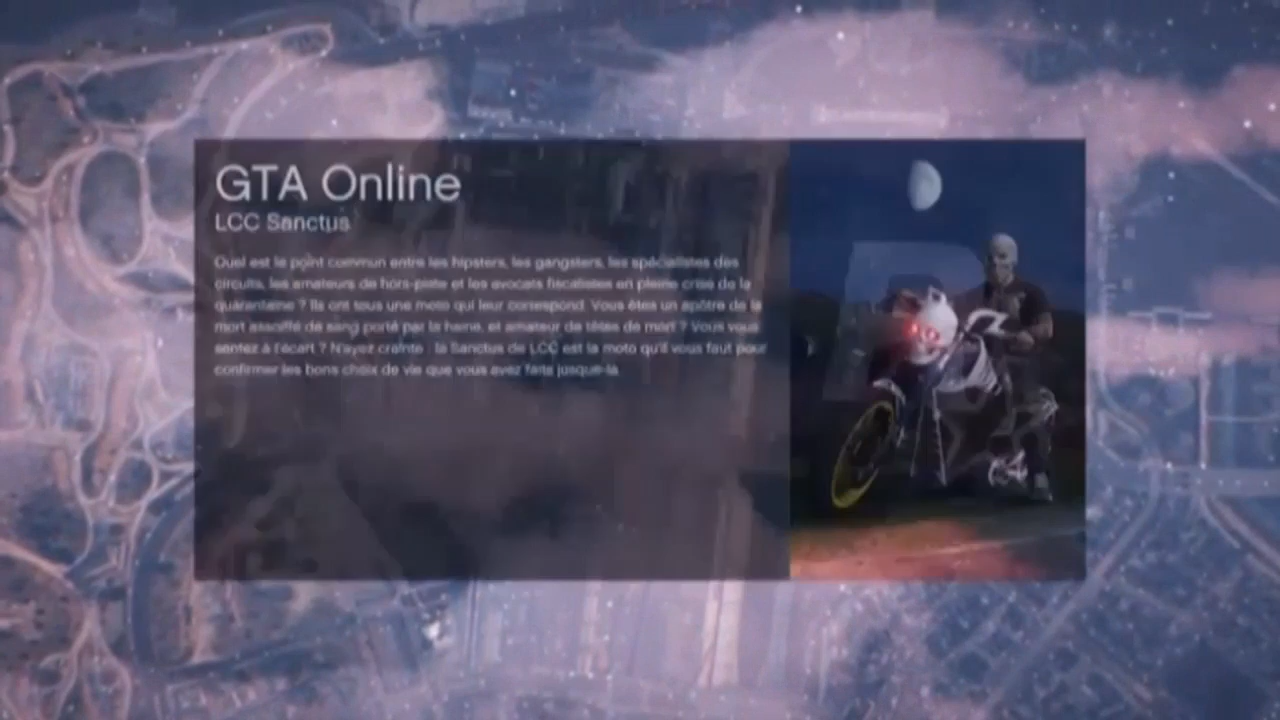 GTA Online
LCC Sanctus
Quel est le point commun entre les hipsters, les gangsters, les spécialistes des
circuits, les amateurs de hors-piste et les avocats fiscalistes en pleine crise de la
quarantaine ? Ils ont tous une moto qui leur correspond. Vous êtes un apôtre de la
mort assoiffé de sang porté par la haine, et amateur de têtes de mort ? Vous vous
sentez à l'écart ? N'ayez crainte : la Sanctus de LCC est la moto qu'il vous faut pour
confirmer les bons choix de vie que vous avez faits jusque-là.